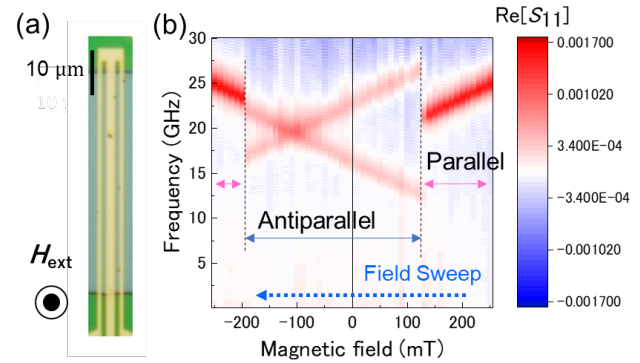 (a)
10 μm
Hext
(b)
Re[S11]
30
25
20
15
10
5
0
Frequency (GHz)
Parallel
Antiparallel
Field Sweep
-200
-100
0
100
200
Magnetic field (mT)
0.001700
0.001020
3.400E-04
-3.400E-04
-0.001020
-0.001700